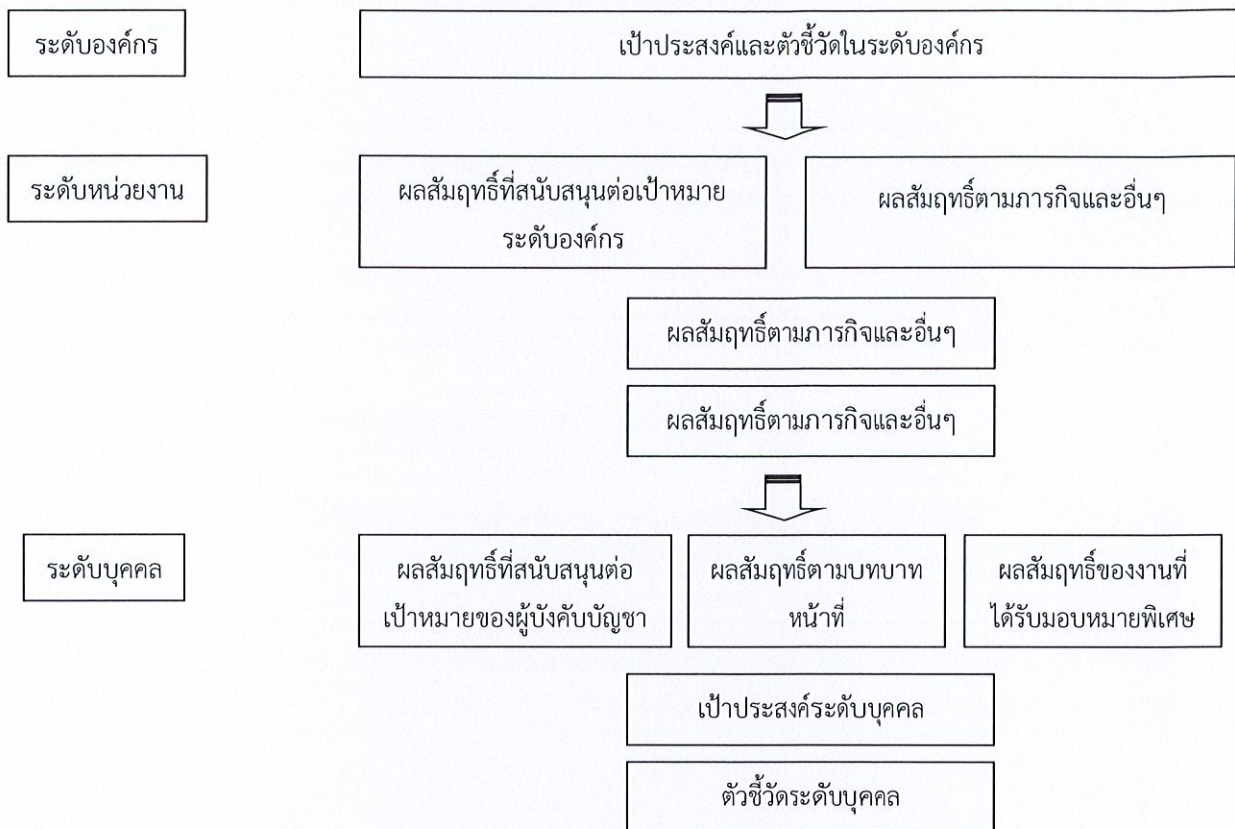 ระดับองค์กร
เป้าประสงค์และตัวชี้วัดในระดับองค์กร
ระดับหน่วยงาน
ผลสัมฤทธิ์ที่สนับสนุนต่อเป้าหมาย
ระดับองค์กร
ผลสัมฤทธิ์ตามภารกิจและอื่นๆ
ผลสัมฤทธิ์ตามภารกิจและอื่นๆ
ผลสัมฤทธิ์ตามภารกิจและอื่นๆ
ระดับบุคคล
ผลสัมฤทธิ์ที่สนับสนุนต่อ
เป้าหมายของผู้บังคับบัญชา
ผลสัมฤทธิ์ตามบทบาท
หน้าที่
ผลสัมฤทธิ์ของงานที่
ได้รับมอบหมายพิเศษ
เป้าประสงค์ระดับบุคคล
ตัวชี้วัดระดับบุคคล